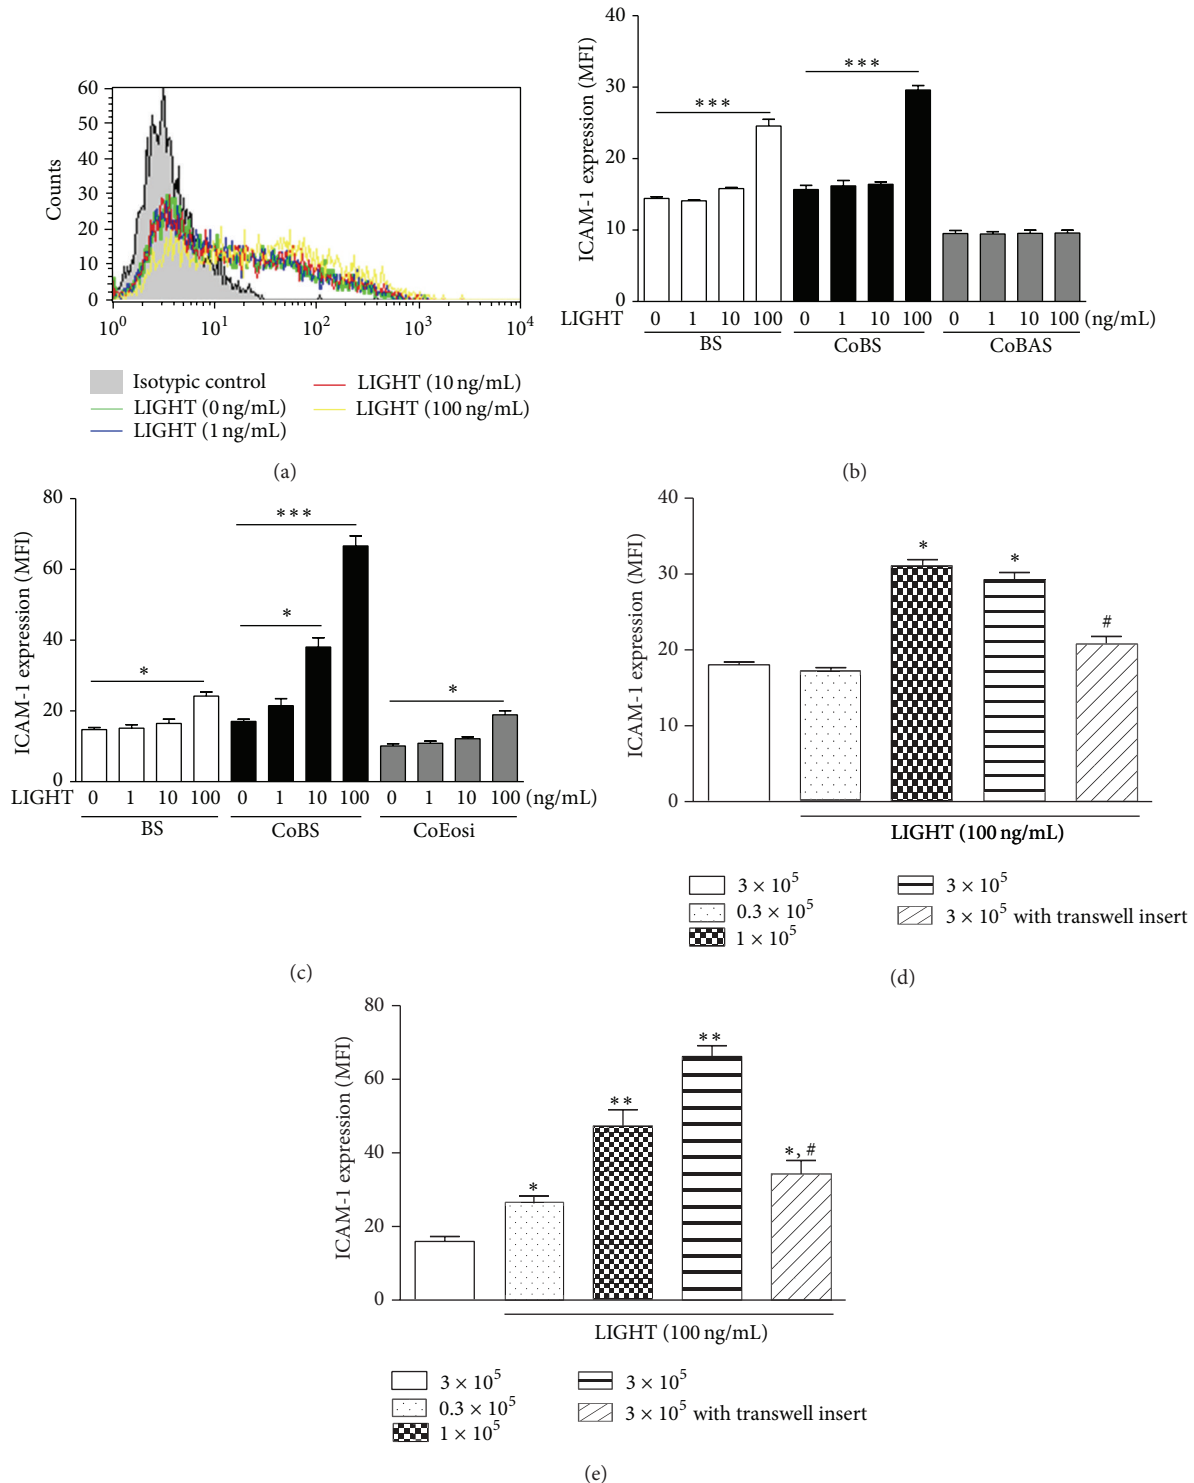 60
50
40
30
20
10
0
Counts
10^0 10^1 10^2 10^3 10^4
Isotypic control
LIGHT (0 ng/mL)
LIGHT (1 ng/mL)
LIGHT (10 ng/mL)
LIGHT (100 ng/mL)
(a)
40
30
20
10
0
ICAM-1 expression (MFI)
***
***
LIGHT 0 1 10 100 0 1 10 100 0 1 10 100 (ng/mL)
BS CoBS CoBAS
(b)
80
60
40
20
0
ICAM-1 expression (MFI)
*
*
***
*
LIGHT 0 1 10 100 0 1 10 100 0 1 10 100 (ng/mL)
BS CoBS CoEosi
(c)
40
30
20
10
0
ICAM-1 expression (MFI)
* * #
LIGHT (100 ng/mL)
3 × 10^5
0.3 × 10^5
1 × 10^5
3 × 10^5
3 × 10^5 with transwell insert
(d)
80
60
40
20
0
ICAM-1 expression (MFI)
* ** ** *, #
LIGHT (100 ng/mL)
3 × 10^5
0.3 × 10^5
1 × 10^5
3 × 10^5
3 × 10^5 with transwell insert
(e)